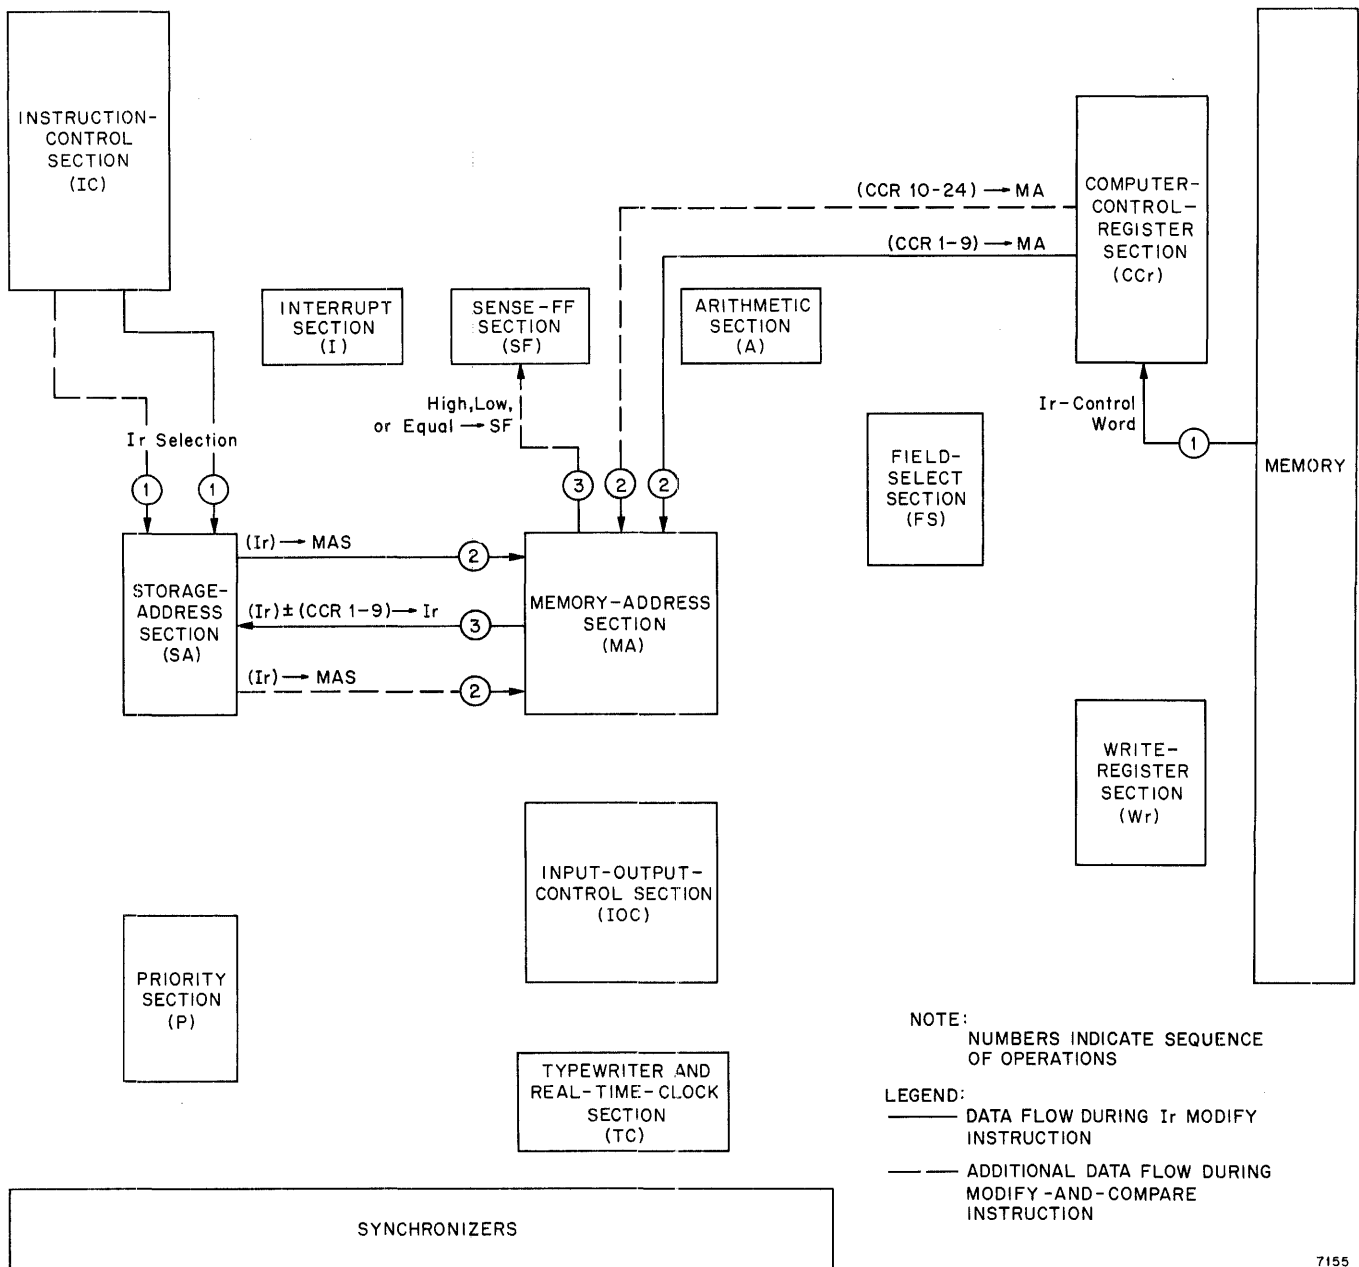 INSTRUCTION-
CONTROL
SECTION
(IC)
COMPUTER-
CONTROL-
REGISTER
SECTION
(CCr)
(CCR 10-24) → MA
(CCR 1-9) → MA
INTERRUPT
SECTION
(I)
SENSE-FF
SECTION
(SF)
ARITHMETIC
SECTION
(A)
High, Low,
or Equal → SF
Ir Selection
1
1
3
2
2
Ir-Control
Word
1
MEMORY
FIELD-
SELECT
SECTION
(FS)
STORAGE-
ADDRESS
SECTION
(SA)
(Ir) → MAS
2
(Ir) ± (CCR 1-9) → Ir
3
(Ir) → MAS
2
MEMORY-ADDRESS
SECTION
(MA)
WRITE-
REGISTER
SECTION
(Wr)
INPUT-OUTPUT-
CONTROL SECTION
(IOC)
PRIORITY
SECTION
(P)
TYPEWRITER AND
REAL-TIME-CLOCK
SECTION
(TC)
NOTE:
NUMBERS INDICATE SEQUENCE
OF OPERATIONS
LEGEND:
DATA FLOW DURING Ir MODIFY
INSTRUCTION
ADDITIONAL DATA FLOW DURING
MODIFY-AND-COMPARE
INSTRUCTION
SYNCHRONIZERS
7155